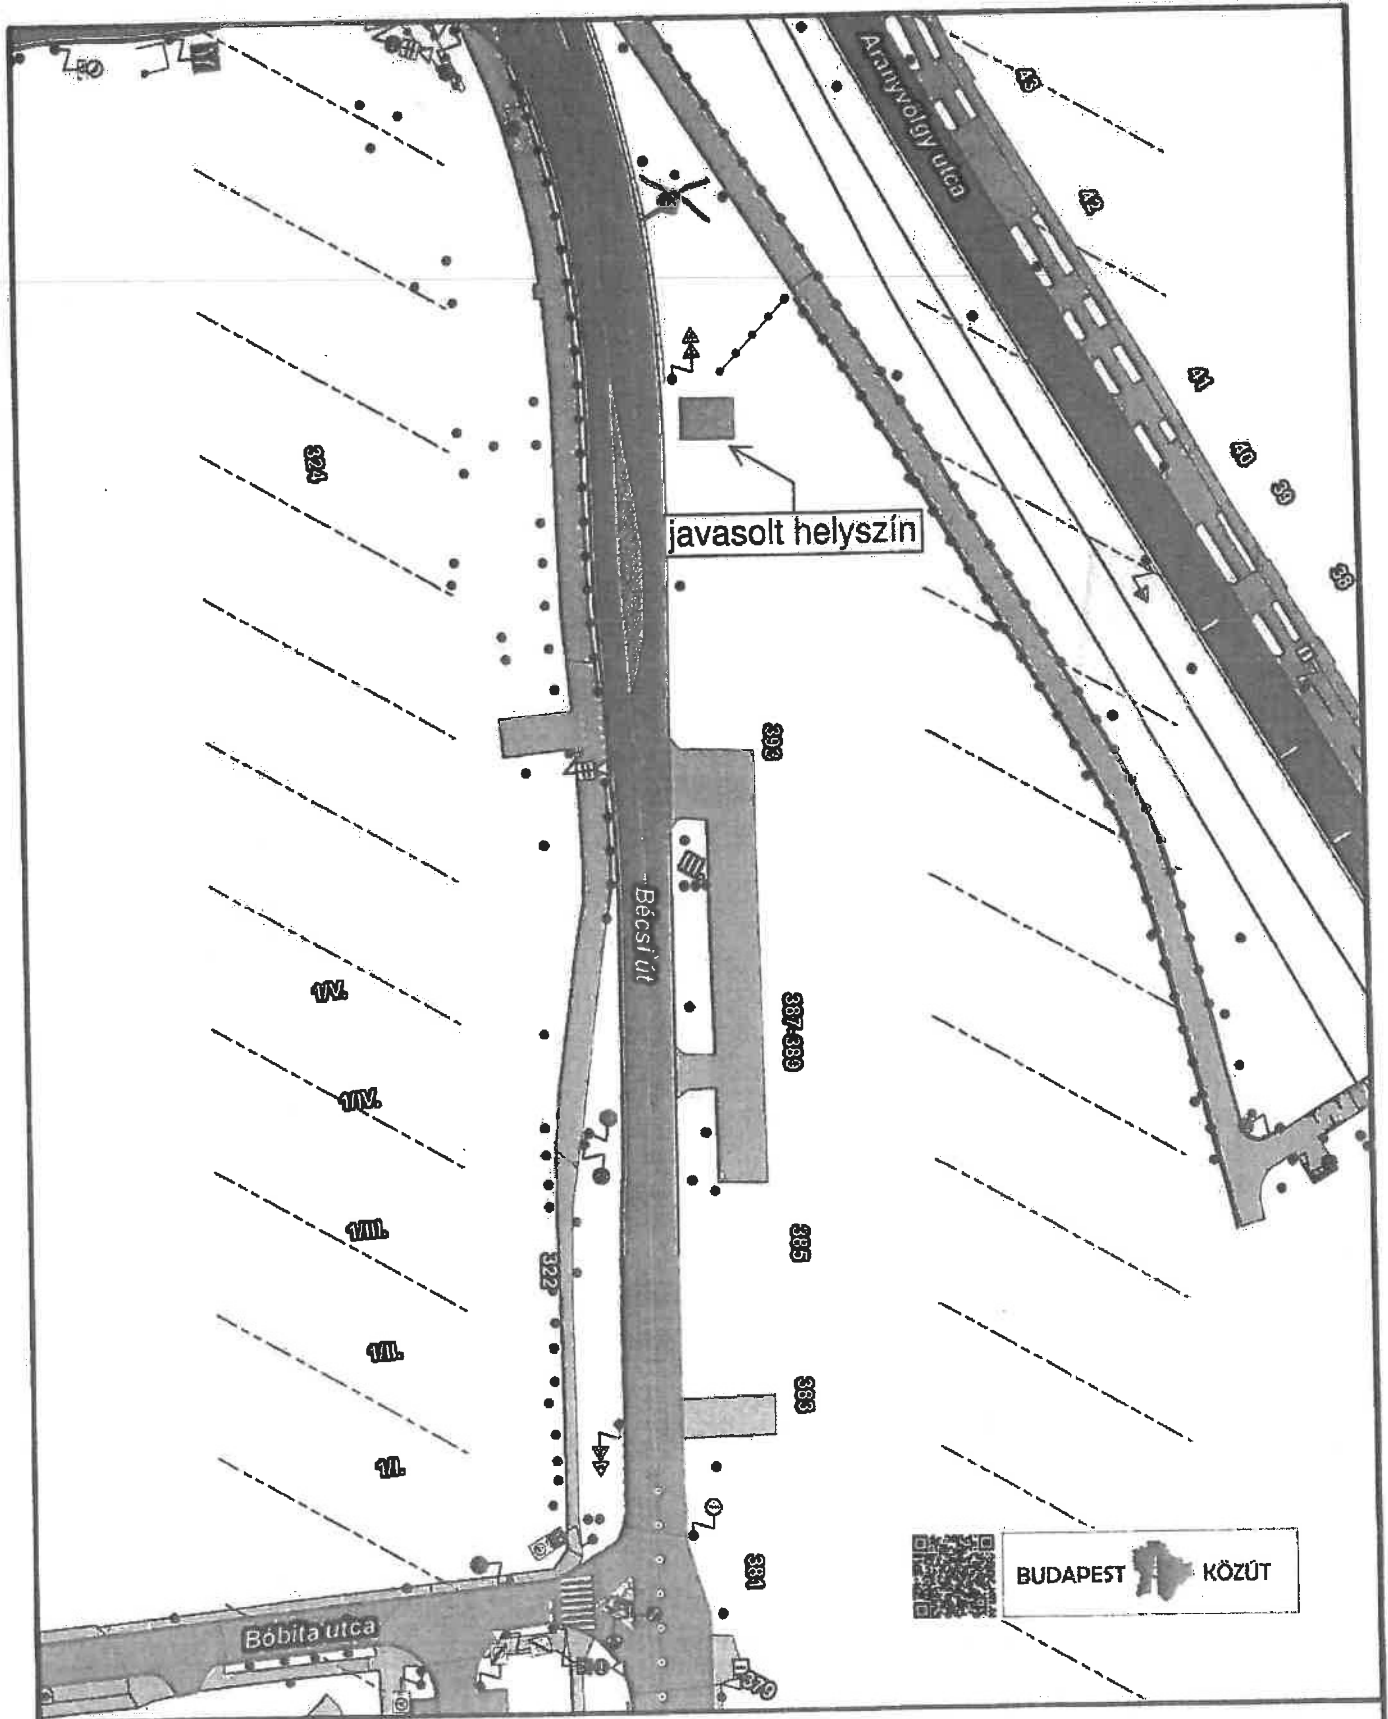 Aranyvölgy utca
43
42
41
40
39
38
324
javasolt helyszín
393
Bécsi út
387-389
1/V.
1/IV.
1/III.
385
322
1/II.
383
1/I.
381
BUDAPEST KÖZÚT
Bóbita utca
379